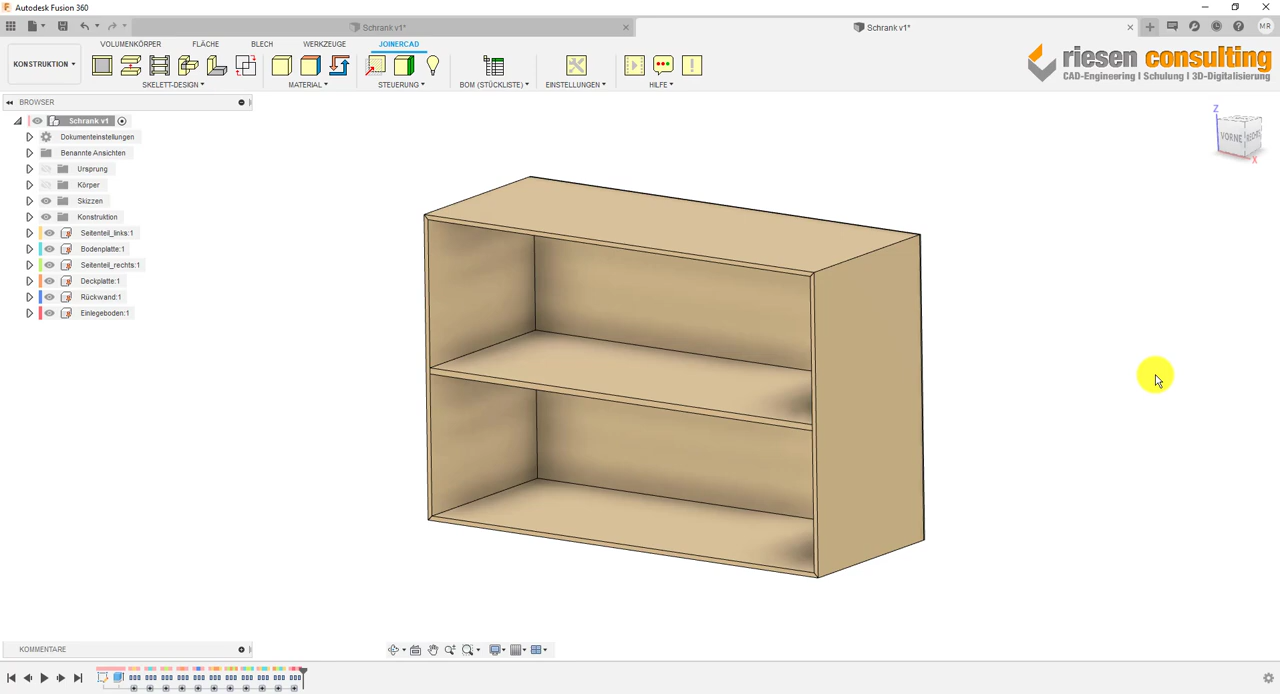 Autodesk Fusion 360
Schrank v1*
Schrank v1*
MR
KONSTRUKTION
VOLUMENKÖRPER
FLÄCHE
BLECH
WERKZEUGE
JOINERCAD
SKELETT-DESIGN
MATERIAL
STEUERUNG
BOM (STÜCKLISTE)
EINSTELLUNGEN
HILFE
riesen consulting
CAD-Engineering | Schulung | 3D-Digitalisierung
BROWSER
Schrank v1
Dokumenteinstellungen
Benannte Ansichten
Ursprung
Körper
Skizzen
Konstruktion
Seitenteil_links:1
Bodenplatte:1
Seitenteil_rechts:1
Deckplatte:1
Rückwand:1
Einlegeboden:1
Z
VORNE
X
KOMMENTARE